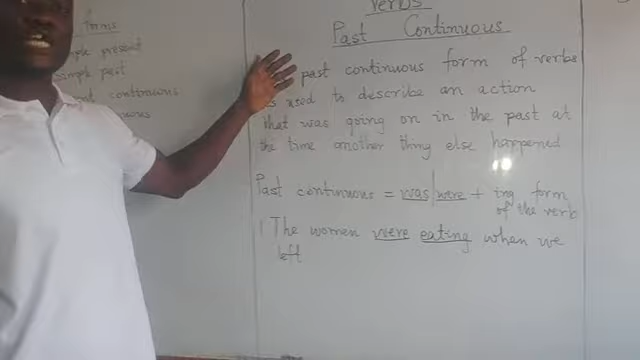 forms
simple present
simple past
continuous
Verbs
Past Continuous
past continuous form of verbs
is used to describe an action
that was going on in the past at
the time another thing else happened
Past continuous = was/were + ing form
of the verb
1 The women were eating when we
left